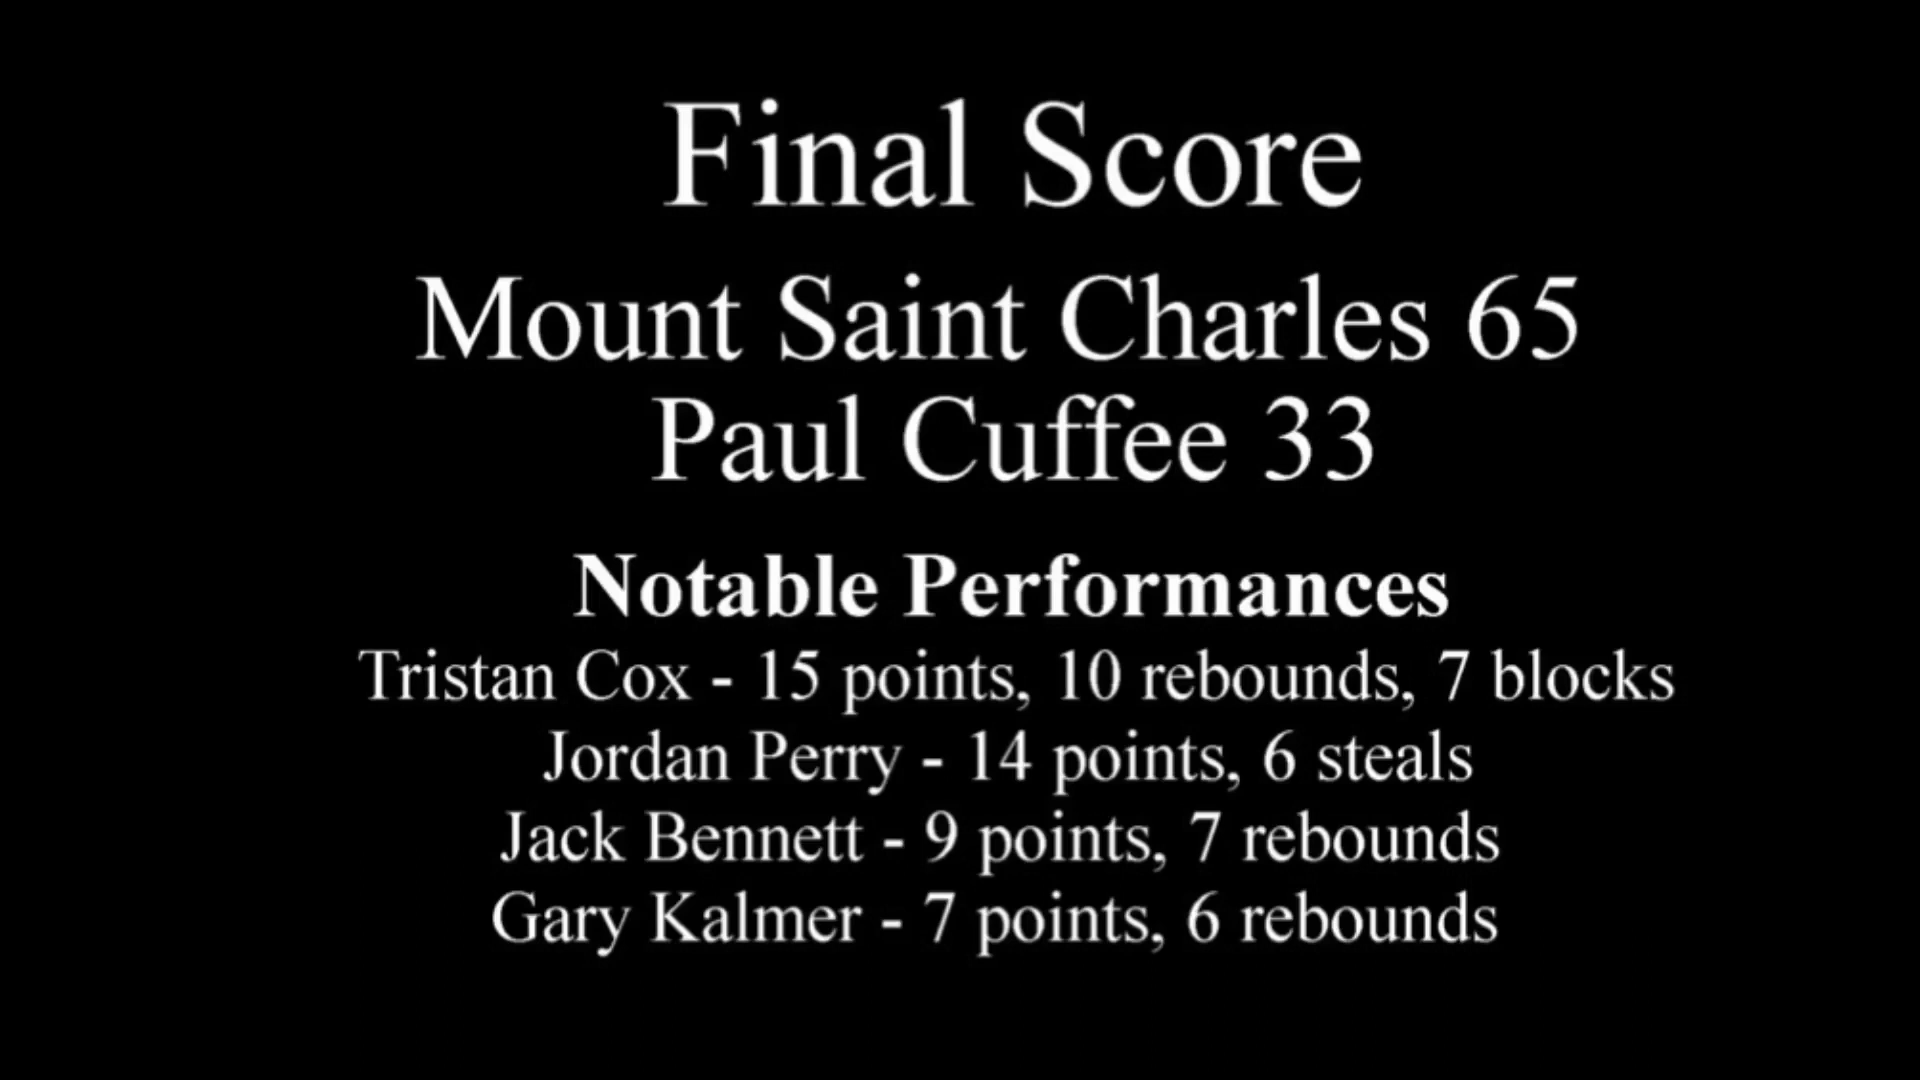 Final Score
Mount Saint Charles 65
Paul Cuffee 33
Notable Performances
Tristan Cox - 15 points, 10 rebounds, 7 blocks
Jordan Perry - 14 points, 6 steals
Jack Bennett - 9 points, 7 rebounds
Gary Kalmer - 7 points, 6 rebounds